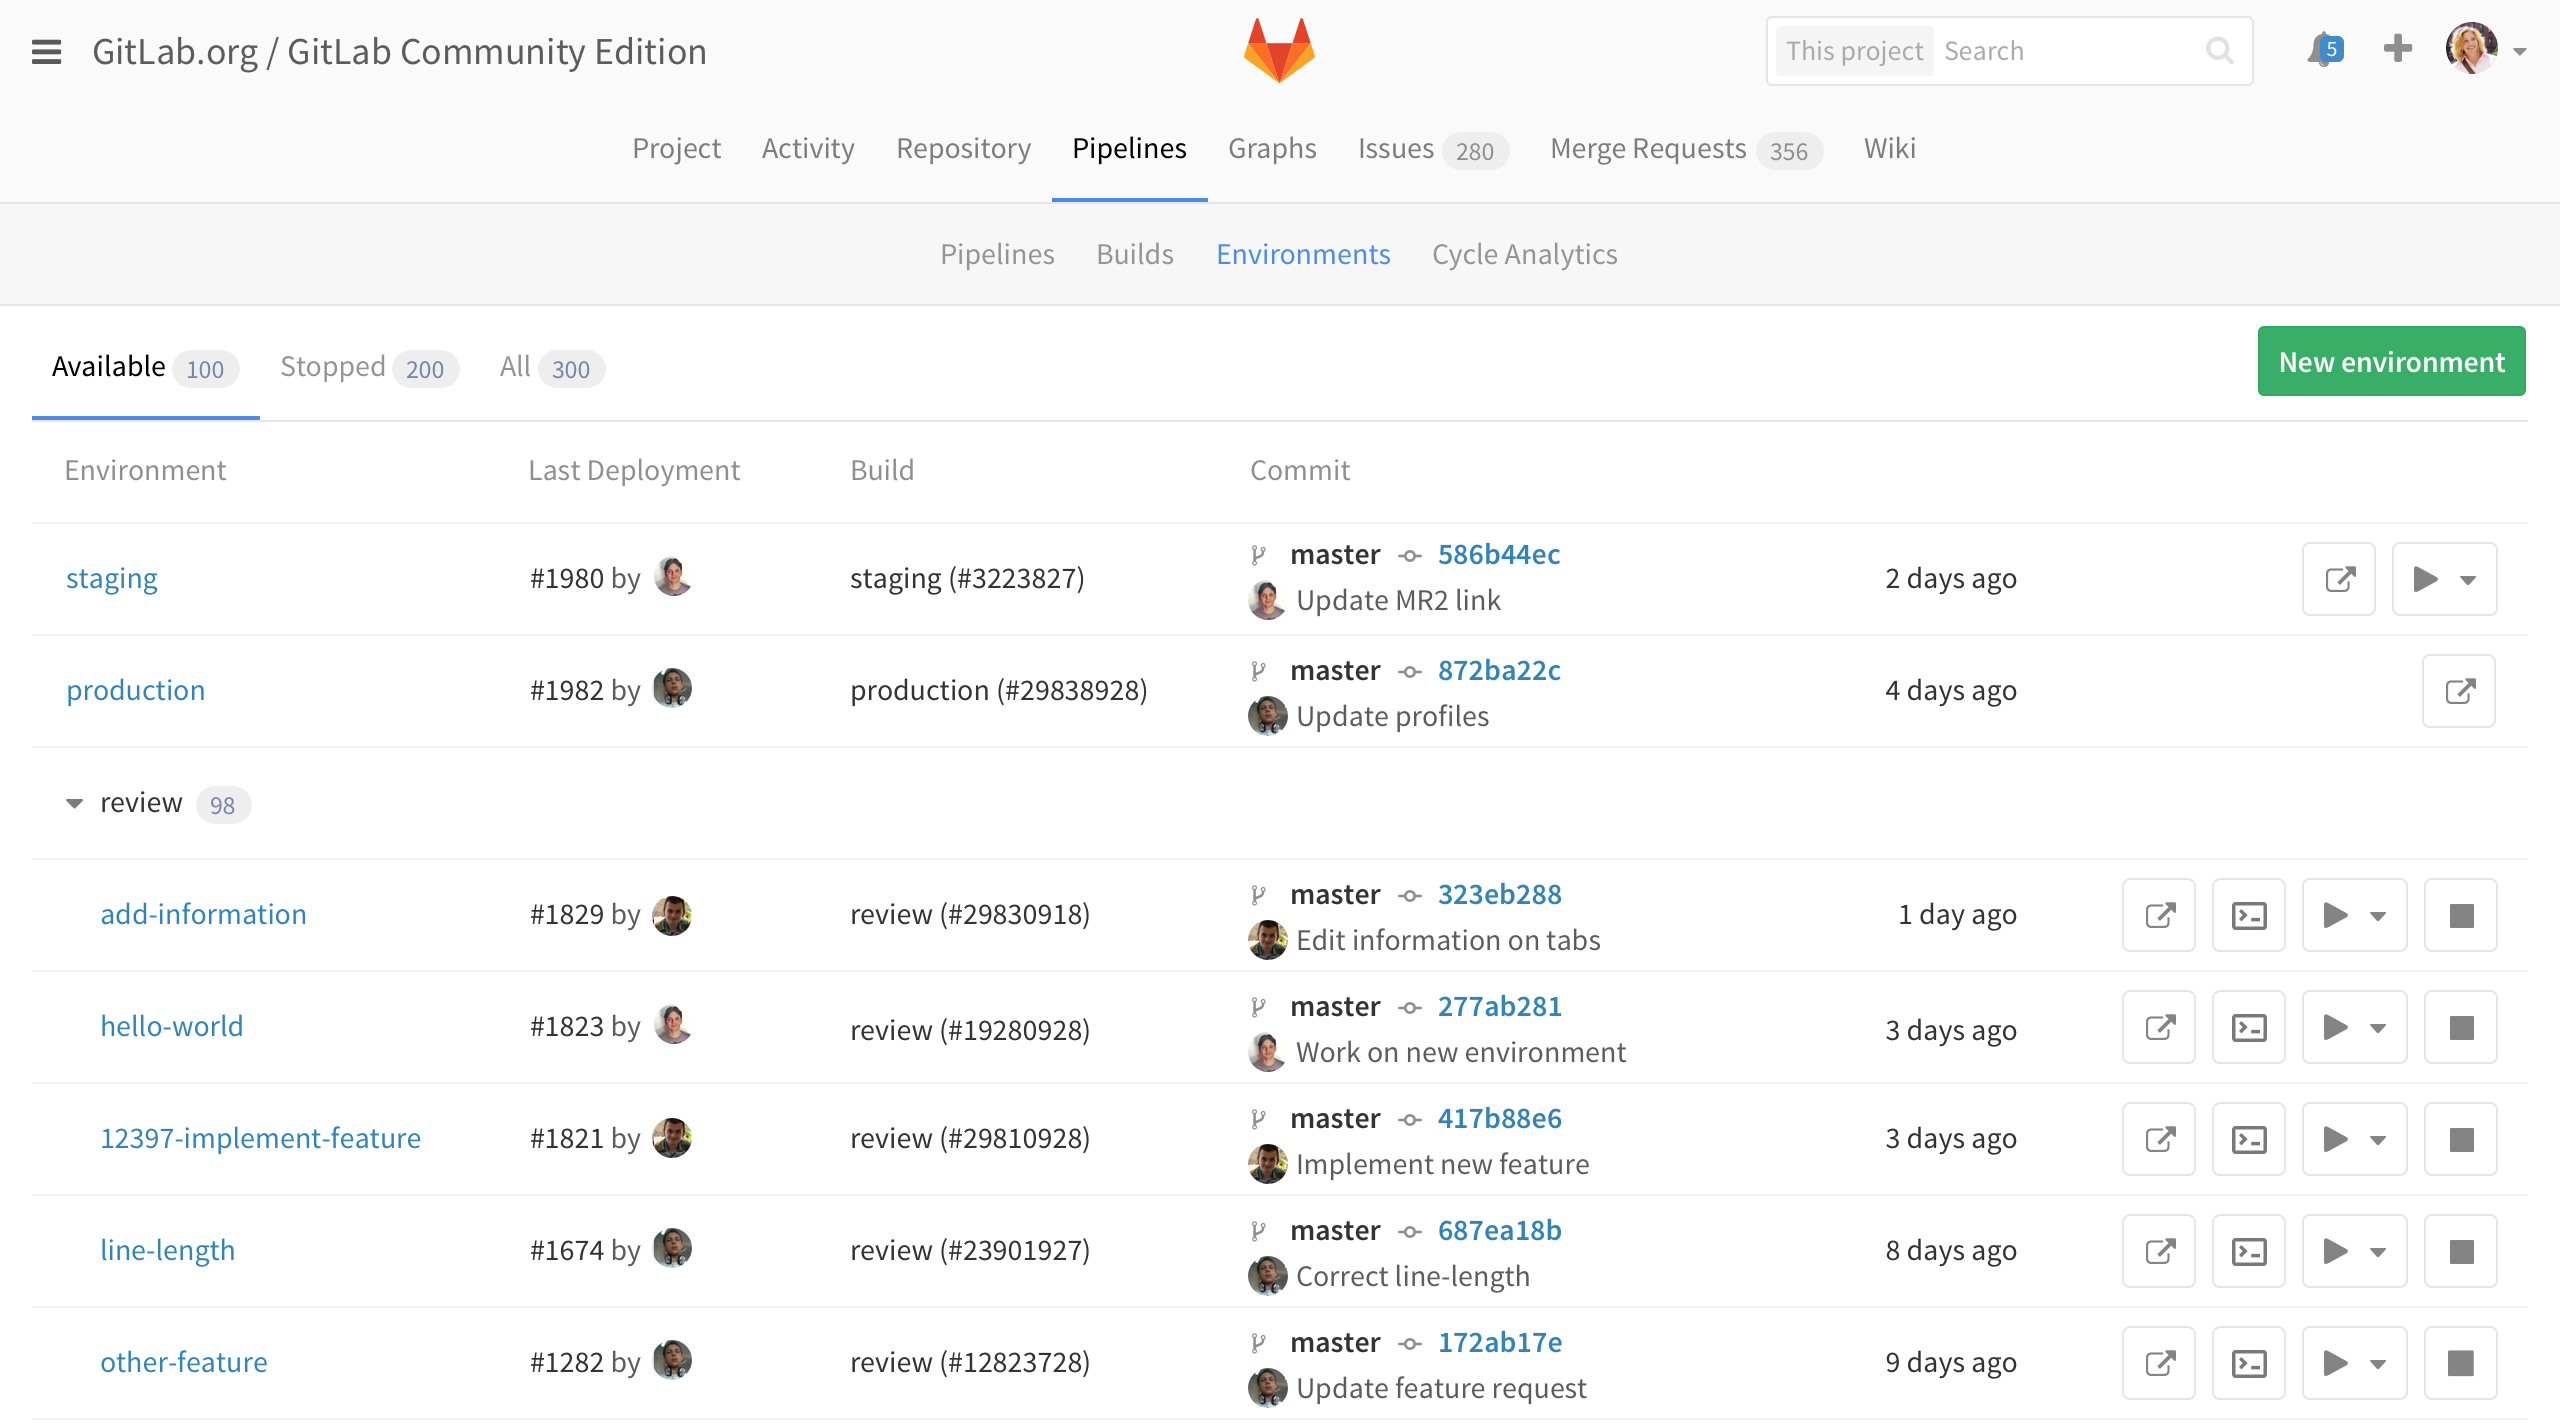 GitLab.org / GitLab Community Edition
This project Search
5
Project Activity Repository Pipelines Graphs Issues 280 Merge Requests 356 Wiki
Pipelines Builds Environments Cycle Analytics
Available 100 Stopped 200 All 300
New environment
Environment Last Deployment Build Commit
staging #1980 by staging (#3223827) master 586b44ec 2 days ago
Update MR2 link
production #1982 by production (#29838928) master 872ba22c 4 days ago
Update profiles
review 98
add-information #1829 by review (#29830918) master 323eb288 1 day ago
Edit information on tabs
hello-world #1823 by review (#19280928) master 277ab281 3 days ago
Work on new environment
12397-implement-feature #1821 by review (#29810928) master 417b88e6 3 days ago
Implement new feature
line-length #1674 by review (#23901927) master 687ea18b 8 days ago
Correct line-length
other-feature #1282 by review (#12823728) master 172ab17e 9 days ago
Update feature request